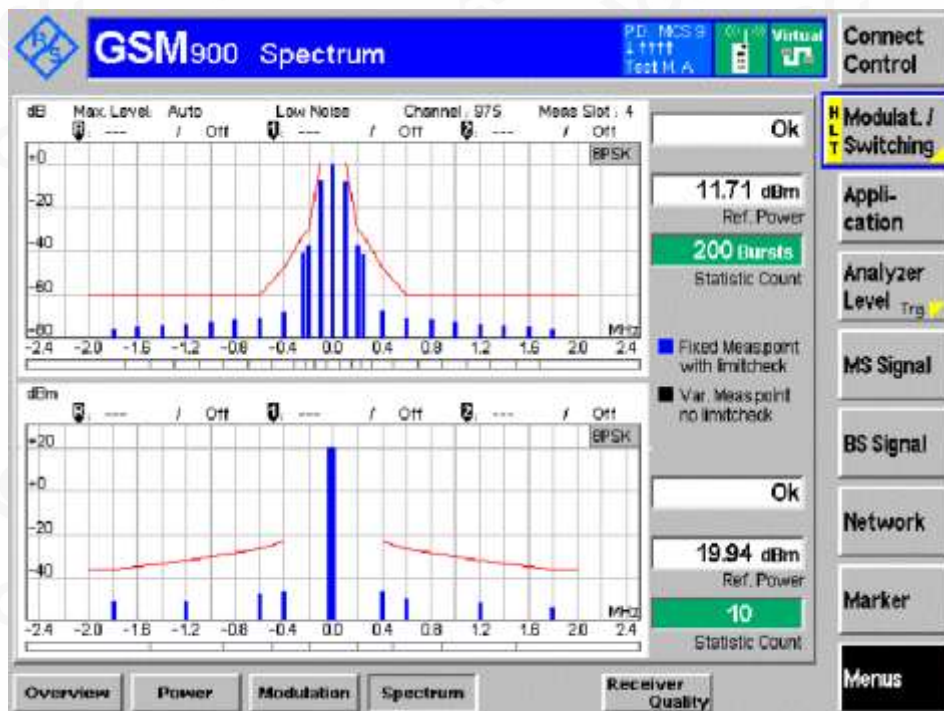 R S
GSM900 Spectrum
P.D. MCS 9
Test M. A
Virtual
Connect Control
dB Max. Level: Auto Low Noise Channel: 975 Meas Slot: 4
--- / Off 1: --- / Off 2: --- / Off
8PSK
+0
-20
-40
-60
-80
MHz
-2.4 -2.0 -1.6 -1.2 -0.8 -0.4 0.0 0.4 0.8 1.2 1.6 2.0 2.4
Ok
11.71 dBm
Ref. Power
200 Bursts
Statistic Count
Fixed Meas.point
with limitcheck
Var. Meas.point
no limitcheck
dBm
--- / Off 1: --- / Off 2: --- / Off
8PSK
+20
+0
-20
-40
MHz
-2.4 -2.0 -1.6 -1.2 -0.8 -0.4 0.0 0.4 0.8 1.2 1.6 2.0 2.4
Ok
19.94 dBm
Ref. Power
10
Statistic Count
HLT
Modulat. /
Switching
Appli-
cation
Analyzer
Level Trg
MS Signal
BS Signal
Network
Marker
Menus
Overview Power Modulation Spectrum Receiver
Quality